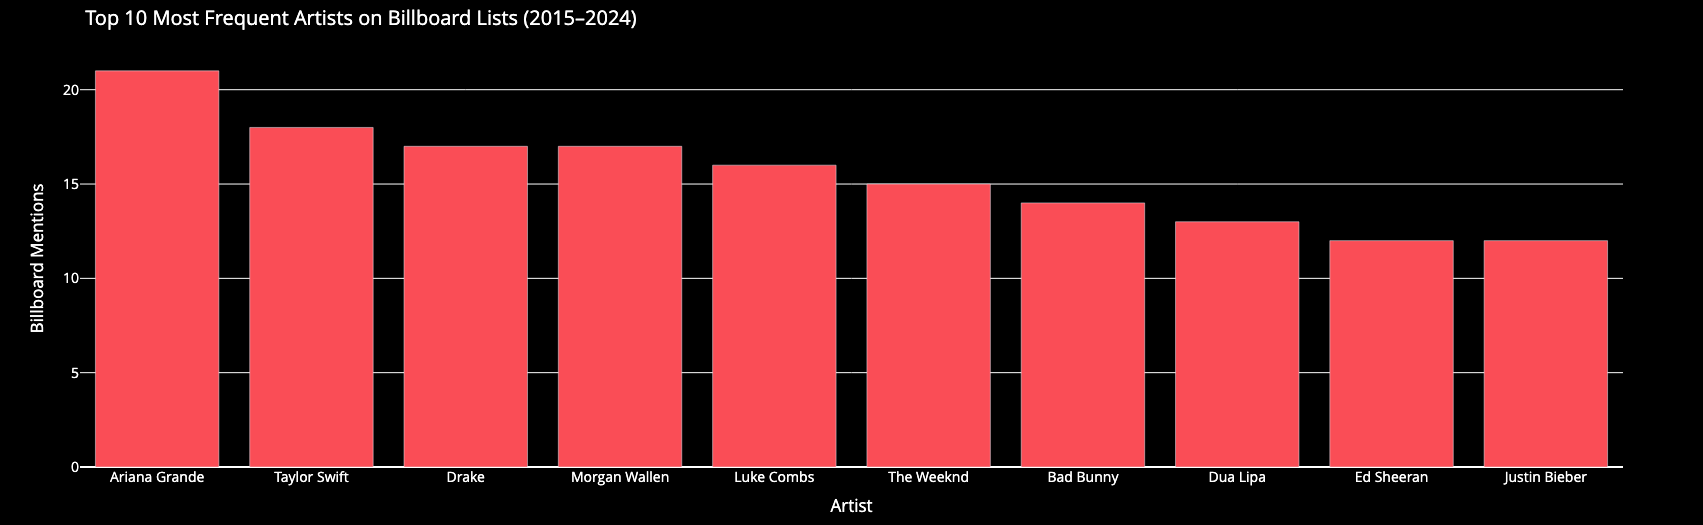 Top 10 Most Frequent Artists on Billboard Lists (2015–2024)
Billboard Mentions
20
15
10
5
0
Ariana Grande
Taylor Swift
Drake
Morgan Wallen
Luke Combs
The Weeknd
Bad Bunny
Dua Lipa
Ed Sheeran
Justin Bieber
Artist